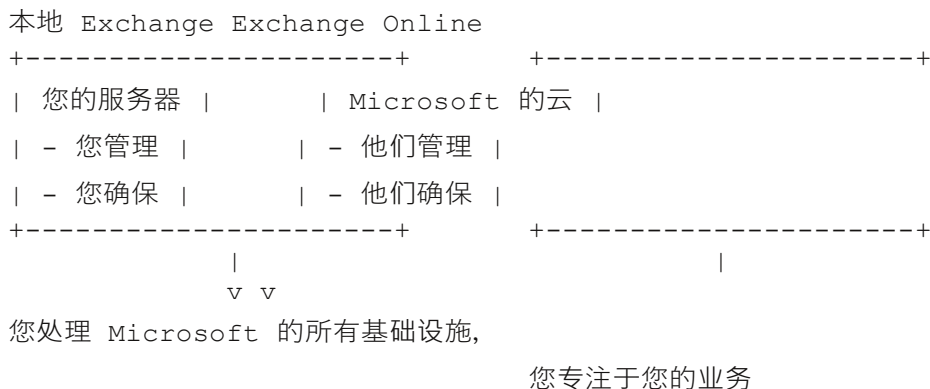 本地 Exchange Exchange Online
+----------------------+ +----------------------+
| 您的服务器 | | Microsoft 的云 |
| - 您管理 | | - 他们管理 |
| - 您确保 | | - 他们确保 |
+----------------------+ +----------------------+
| |
v v
您处理 Microsoft 的所有基础设施,
您专注于您的业务